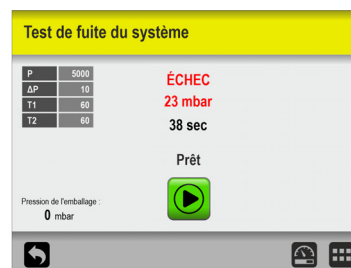 Test de fuite du système
P 5000
ΔP 10
T1 60
T2 60
ÉCHEC
23 mbar
38 sec
Prêt
Pression de l'emballage :
0 mbar